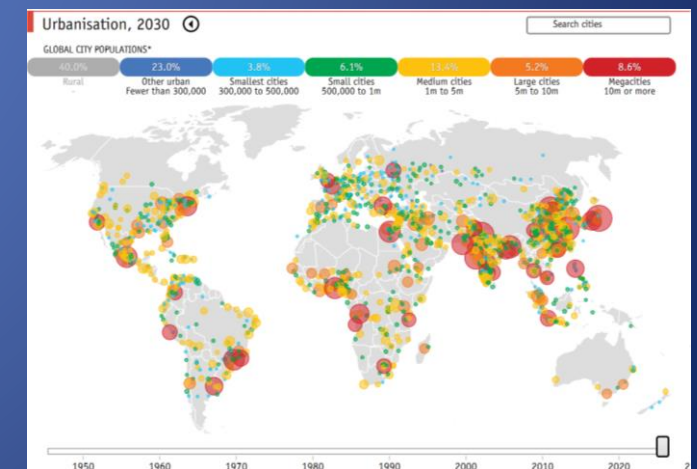 Urbanisation, 2030
Search cities
GLOBAL CITY POPULATIONS*
40.0% 23.0% 3.8% 6.1% 13.4% 5.2% 8.6%
Rural Other urban Smallest cities Small cities Medium cities Large cities Megacities
- Fewer than 300,000 300,000 to 500,000 500,000 to 1m 1m to 5m 5m to 10m 10m or more
1950 1960 1970 1980 1990 2000 2010 2020 2